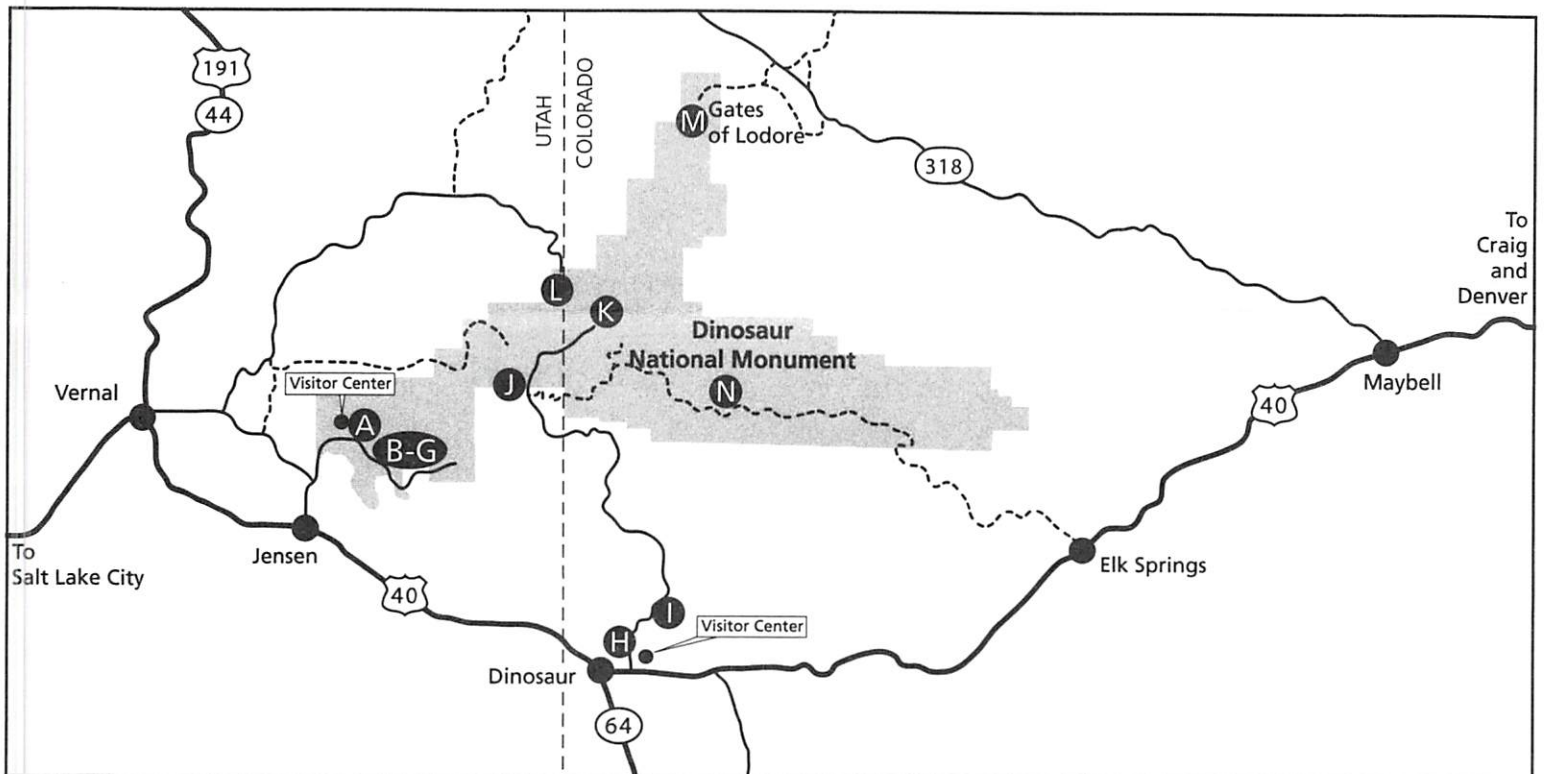 191
44
UTAH
COLORADO
M
Gates
of Lodore
318
To
Craig
and
Denver
L
K
Dinosaur
National Monument
Vernal
Visitor Center
J
N
Maybell
40
A
B-G
Jensen
To
Salt Lake City
40
Elk Springs
I
Visitor Center
H
Dinosaur
64